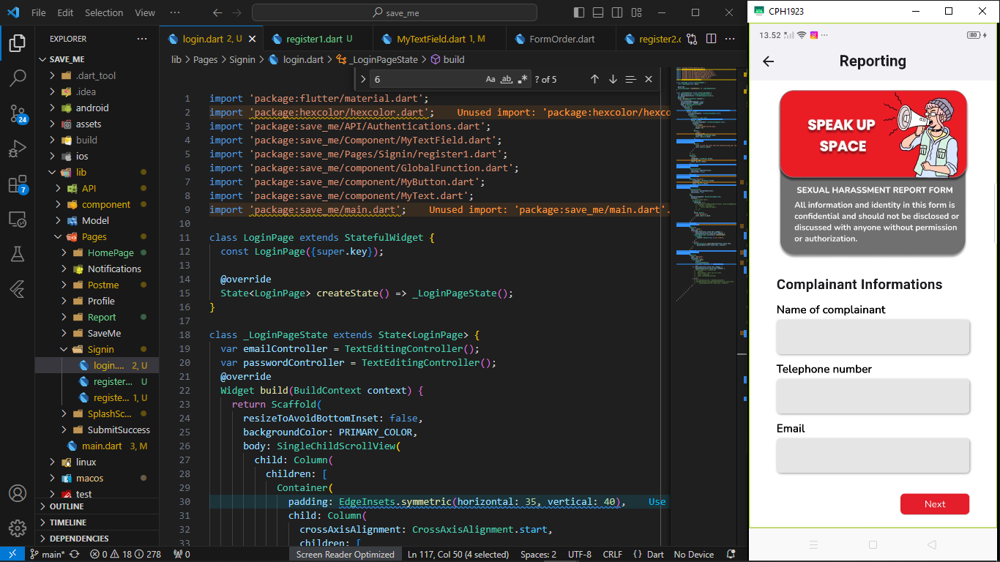 File Edit Selection View ··· save_me
EXPLORER ···
SAVE_ME
.dart_tool
.idea
android
assets
build
ios
lib
API
component
Model
Pages
HomePage
Notifications
Postme
Profile
Report
SaveMe
Signin
login.... 2, U
register... U
registe... 1, U
SplashSc...
SubmitSuccess
main.dart 3, M
linux
macos
test
OUTLINE
TIMELINE
DEPENDENCIES
24
7
login.dart 2, U register1.dart U MyTextField.dart 1, M FormOrder.dart register2.c
lib > Pages > Signin > login.dart > _LoginPageState > build
6 Aa ab .* ? of 5
1 import 'package:flutter/material.dart';
2 import 'package:hexcolor/hexcolor.dart'; Unused import: 'package:hexcolor/hexco
3 import 'package:save_me/API/Authentications.dart';
4 import 'package:save_me/Component/MyTextField.dart';
5 import 'package:save_me/Pages/Signin/register1.dart';
6 import 'package:save_me/component/GlobalFunction.dart';
7 import 'package:save_me/component/MyButton.dart';
8 import 'package:save_me/component/MyText.dart';
9 import 'package:save_me/main.dart'; Unused import: 'package:save_me/main.dart'.
10
11 class LoginPage extends StatefulWidget {
12 const LoginPage({super.key});
13
14 @override
15 State<LoginPage> createState() => _LoginPageState();
16 }
17
18 class _LoginPageState extends State<LoginPage> {
19 var emailController = TextEditingController();
20 var passwordController = TextEditingController();
21 @override
22 Widget build(BuildContext context) {
23 return Scaffold(
24 resizeToAvoidBottomInset: false,
25 backgroundColor: PRIMARY_COLOR,
26 body: SingleChildScrollView(
27 child: Column(
28 children: [
29 Container(
30 padding: EdgeInsets.symmetric(horizontal: 35, vertical: 40), Use
31 child: Column(
32 crossAxisAlignment: CrossAxisAlignment.start,
33 children: [
main* 0 18 278 0 Screen Reader Optimized Ln 117, Col 50 (4 selected) Spaces: 2 UTF-8 CRLF {} Dart No Device
CPH1923
13.52 ··· 80
Reporting
SPEAK UP
SPACE
SEXUAL HARASSMENT REPORT FORM
All information and identity in this form is
confidential and should not be disclosed or
discussed with anyone without permission
or authorization.
Complainant Informations
Name of complainant
Telephone number
Email
Next